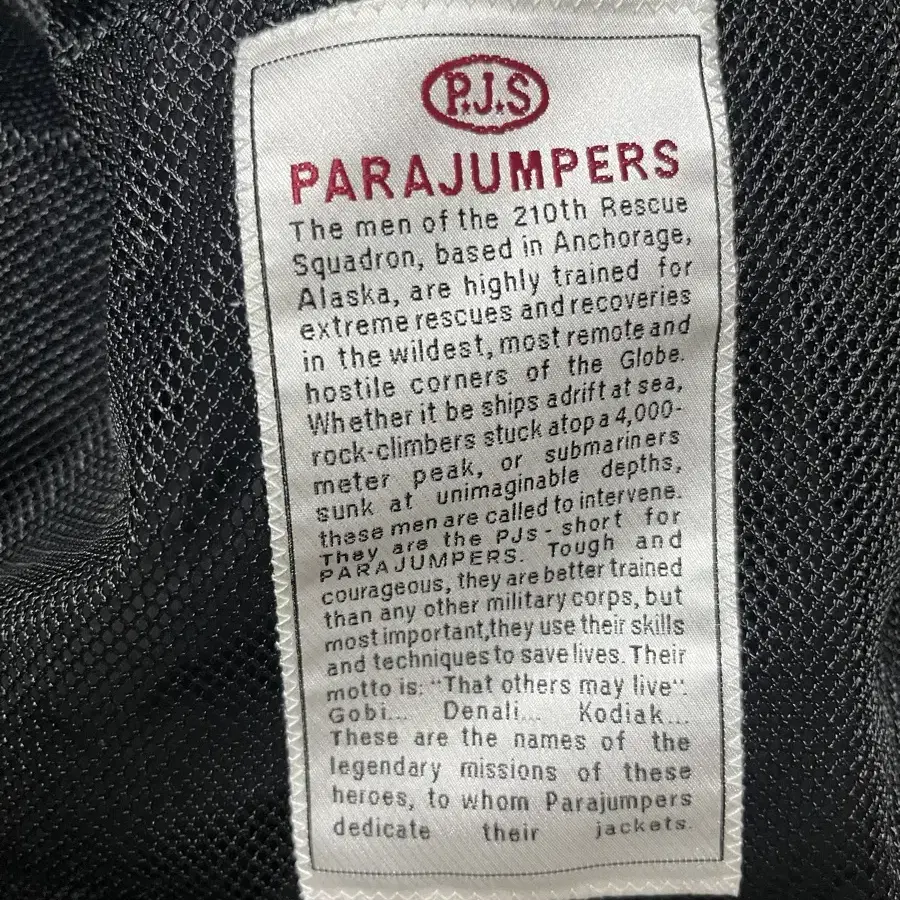 P.J.S
PARAJUMPERS
The men of the 210th Rescue
Squadron, based in Anchorage,
Alaska, are highly trained for
extreme rescues and recoveries
in the wildest, most remote and
hostile corners of the Globe.
Whether it be ships adrift at sea,
rock-climbers stuck atop a 4,000-
meter peak, or submariners
sunk at unimaginable depths,
these men are called to intervene.
They are the PJs - short for
PARAJUMPERS. Tough and
courageous, they are better trained
than any other military corps, but
most important,they use their skills
and techniques to save lives. Their
motto is: "That others may live".
Gobi... Denali... Kodiak...
These are the names of the
legendary missions of these
heroes, to whom Parajumpers
dedicate their jackets.